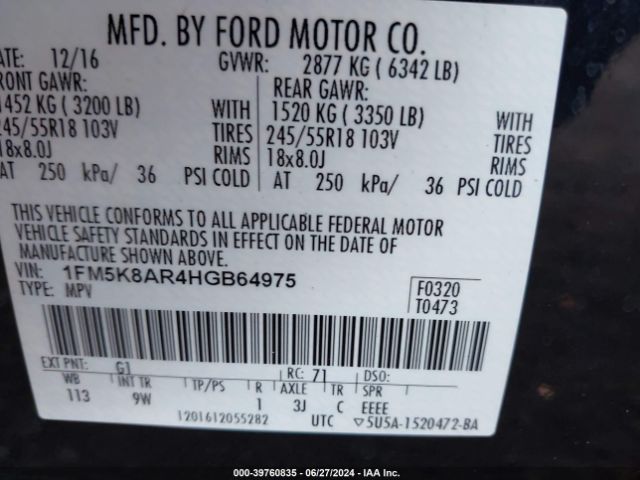 MFD. BY FORD MOTOR CO.
ATE: 12/16 GVWR: 2877 KG ( 6342 LB)
FRONT GAWR: REAR GAWR:
1452 KG ( 3200 LB) WITH 1520 KG ( 3350 LB) WITH
245/55R18 103V TIRES 245/55R18 103V TIRES
18x8.0J RIMS 18x8.0J RIMS
AT 250 kPa/ 36 PSI COLD AT 250 kPa/ 36 PSI COLD
THIS VEHICLE CONFORMS TO ALL APPLICABLE FEDERAL MOTOR
VEHICLE SAFETY STANDARDS IN EFFECT ON THE DATE OF
MANUFACTURE SHOWN ABOVE.
VIN: 1FM5K8AR4HGB64975 F0320
TYPE: MPV T0473
EXT PNT: G1 RC: 71 DSO:
WB INT TR TP/PS R AXLE TR SPR
113 9W 1 3J C EEEE
1201612055282 UTC ▽5U5A-1520472-BA
000-39760835 - 06/27/2024 - IAA Inc.